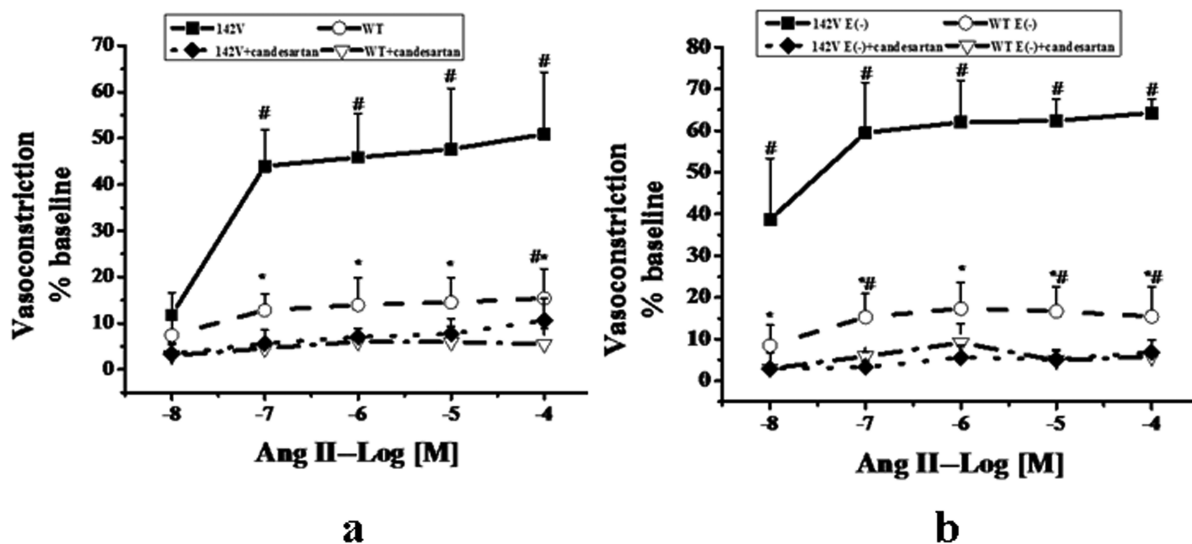 142V WT
142V+candesartan WT+candesartan
70
60
50
40
30
20
10
0
Vasoconstriction
% baseline
# # # #
* * * #*
-8 -7 -6 -5 -4
Ang II–Log [M]
a
142V E(-) WT E(-)
142V E(-)+candesartan WT E(-)+candesartan
80
70
60
50
40
30
20
10
0
Vasoconstriction
% baseline
# # # # #
* *# * *# *#
-8 -7 -6 -5 -4
Ang II–Log [M]
b